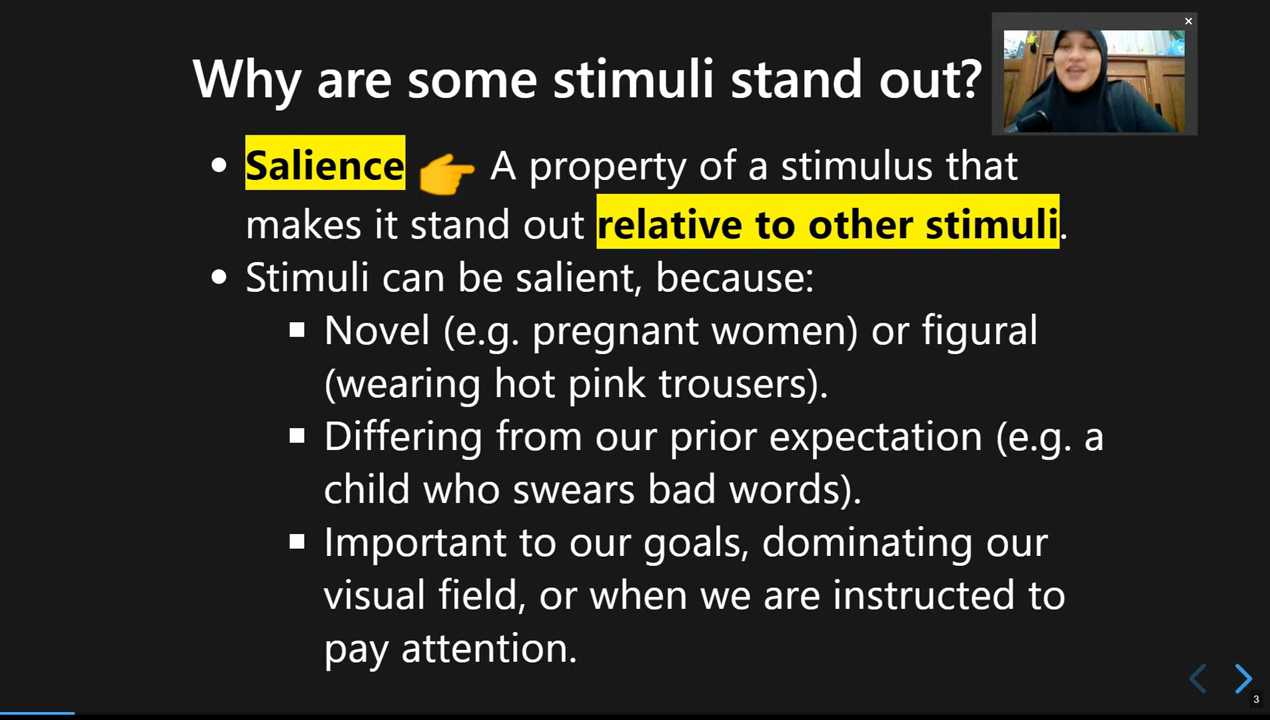 Why are some stimuli stand out?
• Salience 👉 A property of a stimulus that
makes it stand out relative to other stimuli.
• Stimuli can be salient, because:
▪ Novel (e.g. pregnant women) or figural
(wearing hot pink trousers).
▪ Differing from our prior expectation (e.g. a
child who swears bad words).
▪ Important to our goals, dominating our
visual field, or when we are instructed to
pay attention.
3